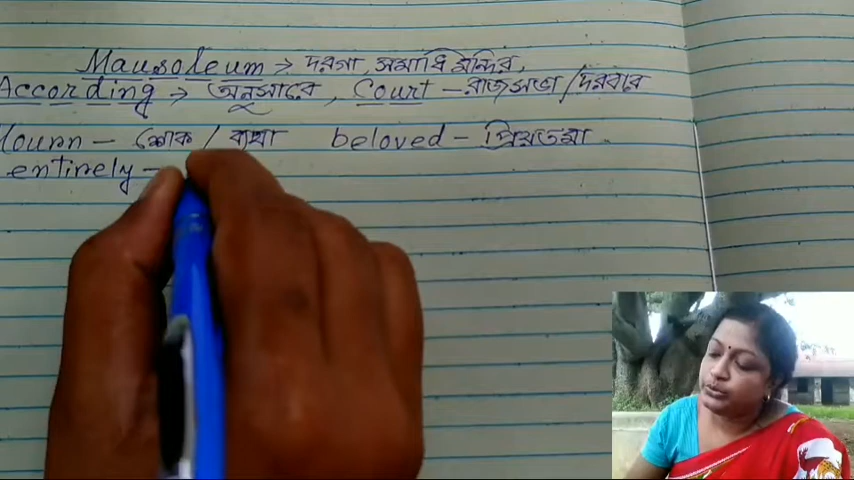 Mausoleum → দরগা, সমাধি মন্দির,
According → অনুসারে, Court – রাজসভা / দরবারে
Mourn – শোক / ব্যথা beloved – প্রিয়তমা
entirely –